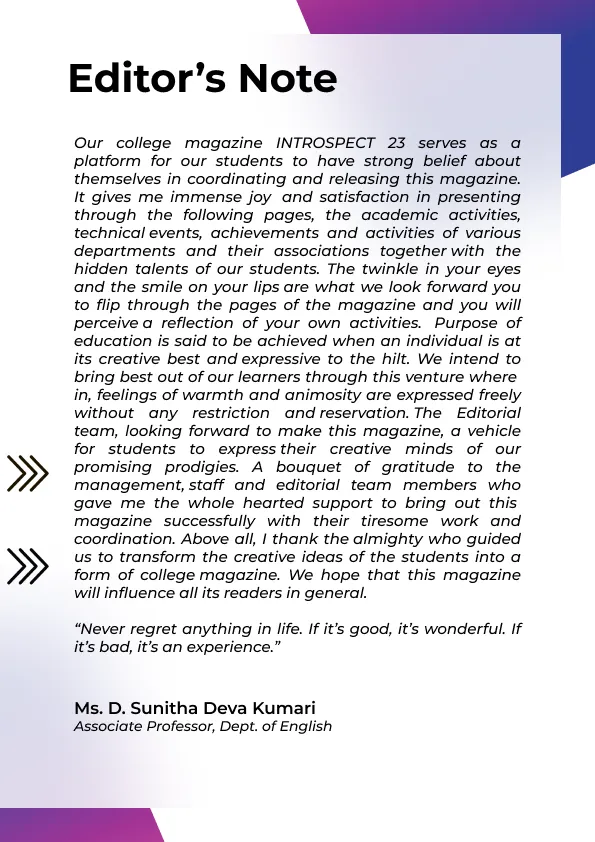 Editor’s Note
Our college magazine INTROSPECT 23 serves as a
platform for our students to have strong belief about
themselves in coordinating and releasing this magazine.
It gives me immense joy and satisfaction in presenting
through the following pages, the academic activities,
technical events, achievements and activities of various
departments and their associations together with the
hidden talents of our students. The twinkle in your eyes
and the smile on your lips are what we look forward you
to flip through the pages of the magazine and you will
perceive a reflection of your own activities. Purpose of
education is said to be achieved when an individual is at
its creative best and expressive to the hilt. We intend to
bring best out of our learners through this venture where
in, feelings of warmth and animosity are expressed freely
without any restriction and reservation. The Editorial
team, looking forward to make this magazine, a vehicle
for students to express their creative minds of our
promising prodigies. A bouquet of gratitude to the
management, staff and editorial team members who
gave me the whole hearted support to bring out this
magazine successfully with their tiresome work and
coordination. Above all, I thank the almighty who guided
us to transform the creative ideas of the students into a
form of college magazine. We hope that this magazine
will influence all its readers in general.
“Never regret anything in life. If it’s good, it’s wonderful. If
it’s bad, it’s an experience.”
Ms. D. Sunitha Deva Kumari
Associate Professor, Dept. of English